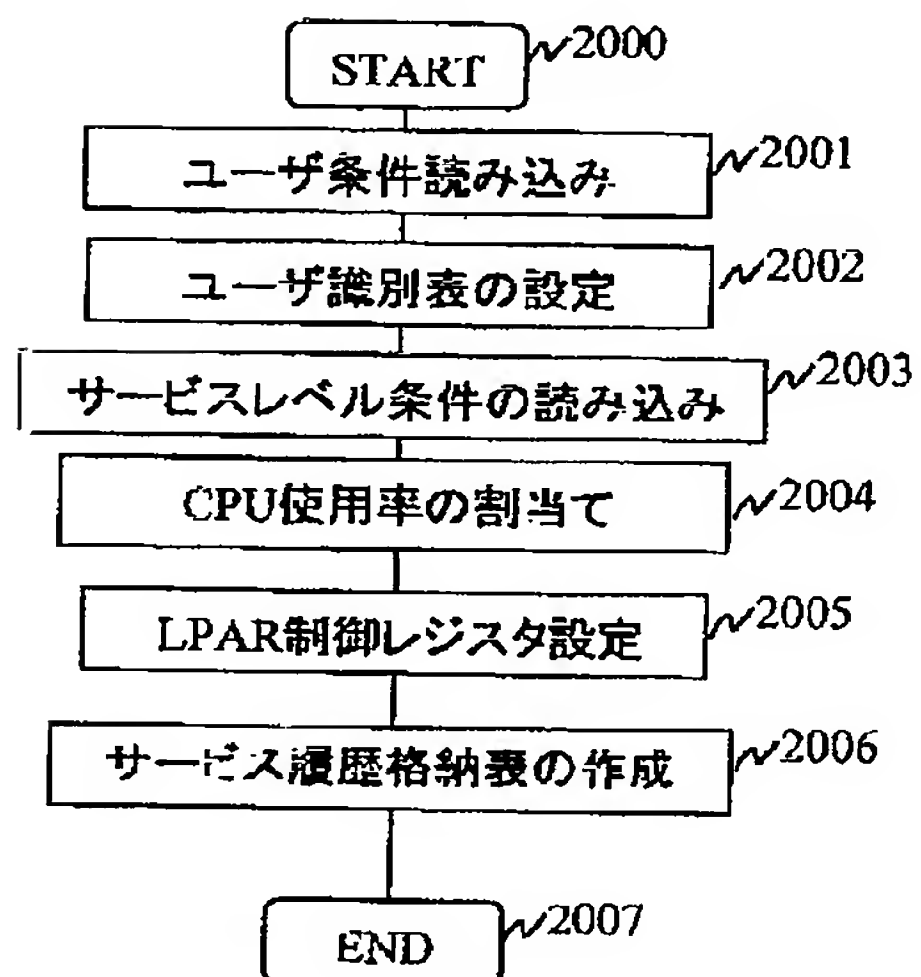 START 2000
ユーザ条件読み込み 2001
ユーザ識別表の設定 2002
サービスレベル条件の読み込み 2003
CPU使用率の割当て 2004
LPAR制御レジスタ設定 2005
サービス履歴格納表の作成 2006
END 2007